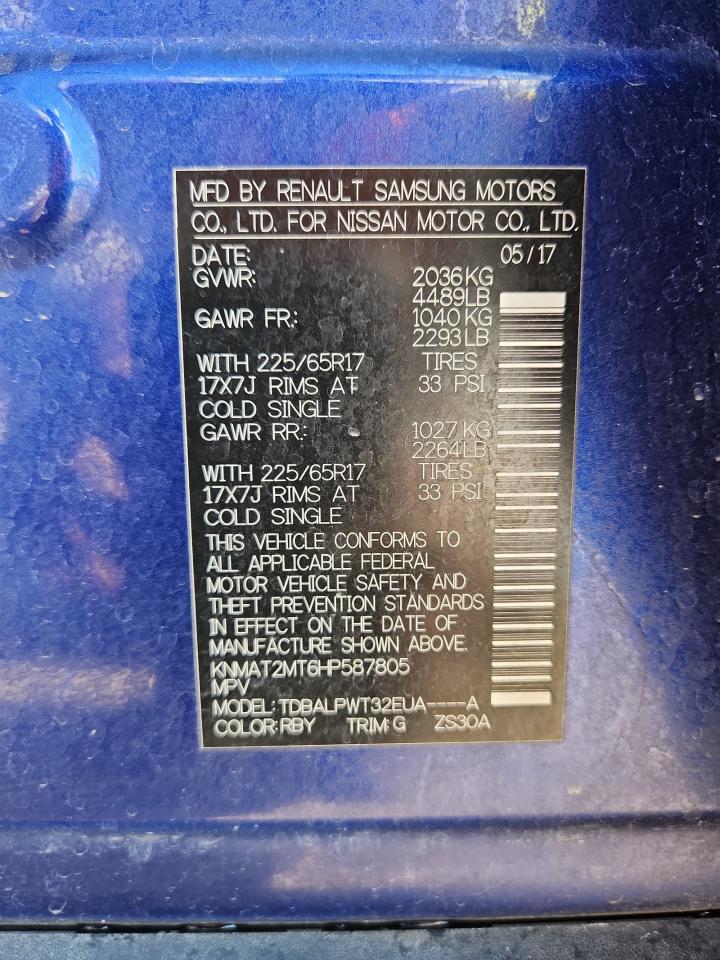 MFD BY RENAULT SAMSUNG MOTORS
CO., LTD. FOR NISSAN MOTOR CO., LTD.
DATE: 05/17
GVWR: 2036KG
4489LB
GAWR FR.: 1040KG
2293LB
WITH 225/65R17 TIRES
17X7J RIMS AT 33 PSI
COLD SINGLE
GAWR RR.: 1027KG
2264LB
WITH 225/65R17 TIRES
17X7J RIMS AT 33 PSI
COLD SINGLE
THIS VEHICLE CONFORMS TO
ALL APPLICABLE FEDERAL
MOTOR VEHICLE SAFETY AND
THEFT PREVENTION STANDARDS
IN EFFECT ON THE DATE OF
MANUFACTURE SHOWN ABOVE.
KNMAT2MT6HP587805
MPV
MODEL: TDBALPWT32EUA----A
COLOR:RBY TRIM:G ZS30A